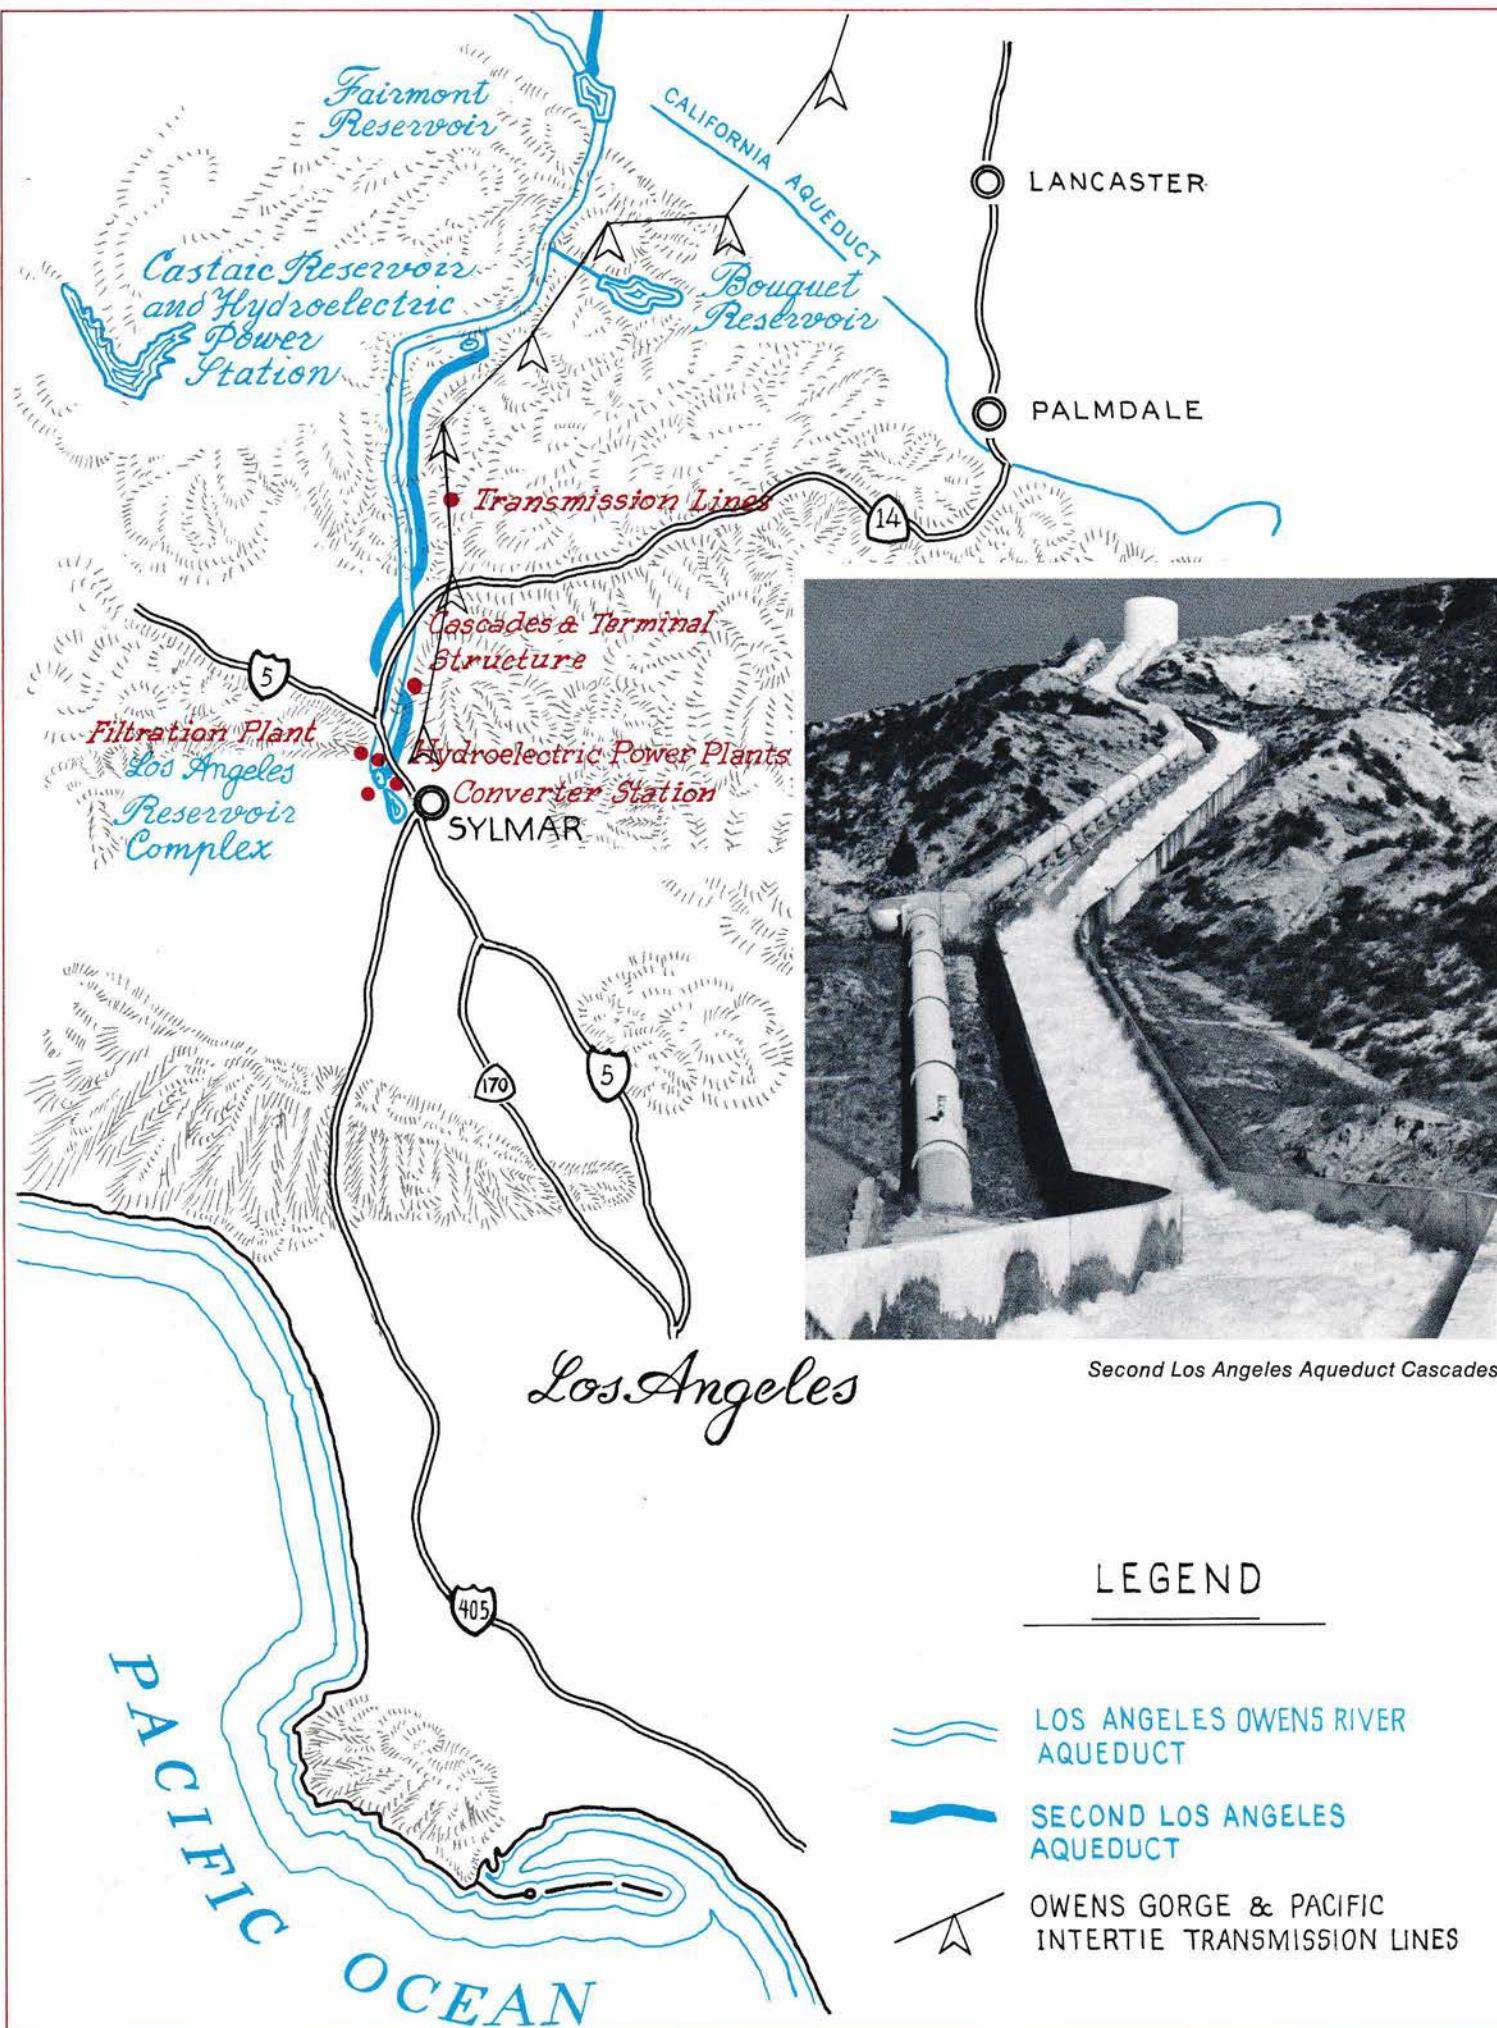 Fairmont
Reservoir
CALIFORNIA AQUEDUCT
LANCASTER
Castaic Reservoir
and Hydroelectric
Power
Station
Bouquet
Reservoir
PALMDALE
Transmission Lines
14
Cascades & Terminal
Structure
5
Filtration Plant
Los Angeles
Reservoir
Complex
Hydroelectric Power Plants
Converter Station
SYLMAR
170
5
Second Los Angeles Aqueduct Cascades
Los Angeles
405
PACIFIC OCEAN
LEGEND
LOS ANGELES OWENS RIVER
AQUEDUCT
SECOND LOS ANGELES
AQUEDUCT
OWENS GORGE & PACIFIC
INTERTIE TRANSMISSION LINES